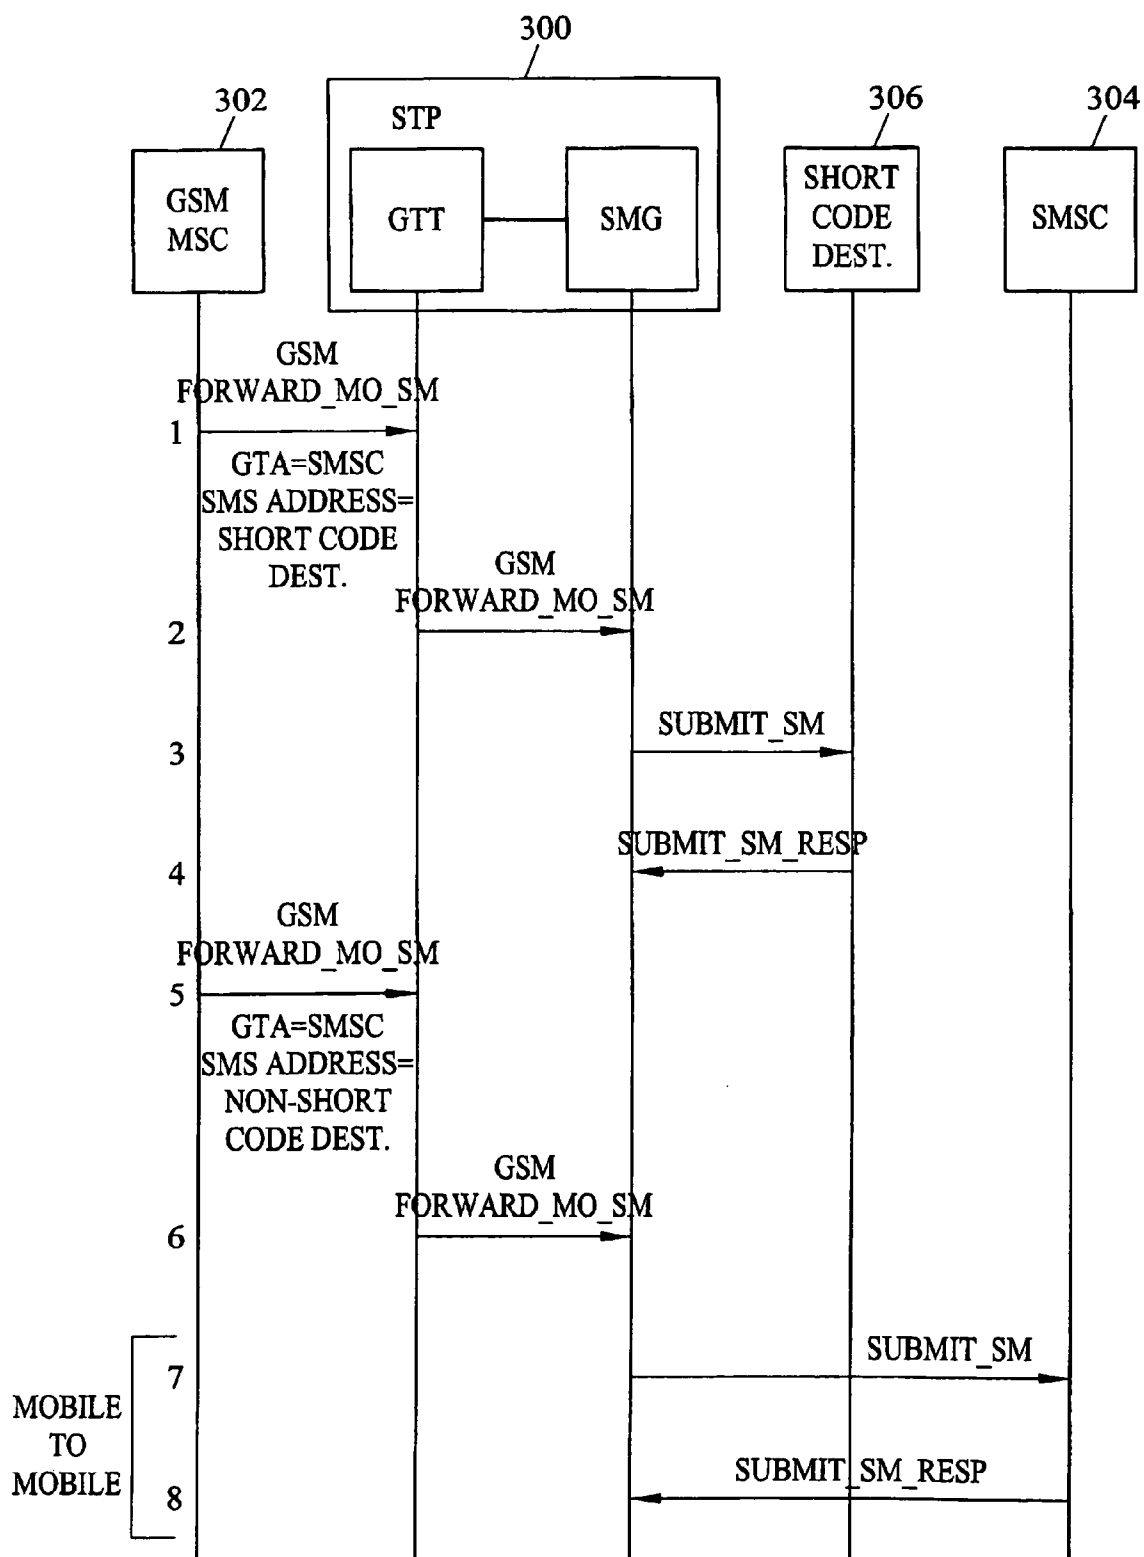 300
302
306
304
STP
GSM
MSC
GTT
SMG
SHORT
CODE
DEST.
SMSC
GSM
FORWARD_MO_SM
1
GTA=SMSC
SMS ADDRESS=
SHORT CODE
DEST.
GSM
FORWARD_MO_SM
2
SUBMIT_SM
3
SUBMIT_SM_RESP
4
GSM
FORWARD_MO_SM
5
GTA=SMSC
SMS ADDRESS=
NON-SHORT
CODE DEST.
GSM
FORWARD_MO_SM
6
SUBMIT_SM
7
MOBILE
TO
MOBILE
SUBMIT_SM_RESP
8